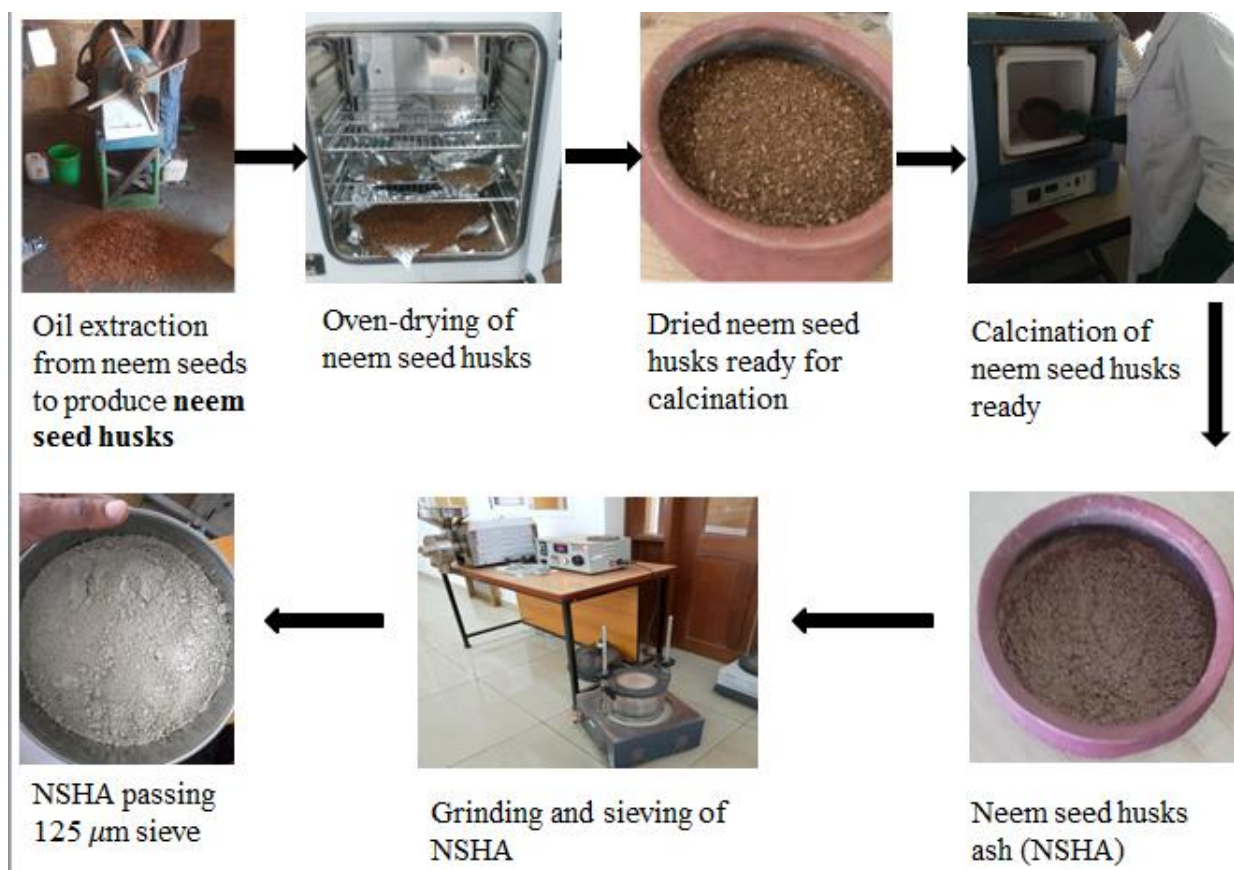 Oil extraction
from neem seeds
to produce neem
seed husks
Oven-drying of
neem seed husks
Dried neem seed
husks ready for
calcination
Calcination of
neem seed husks
ready
NSHA passing
125 μm sieve
Grinding and sieving of
NSHA
Neem seed husks
ash (NSHA)